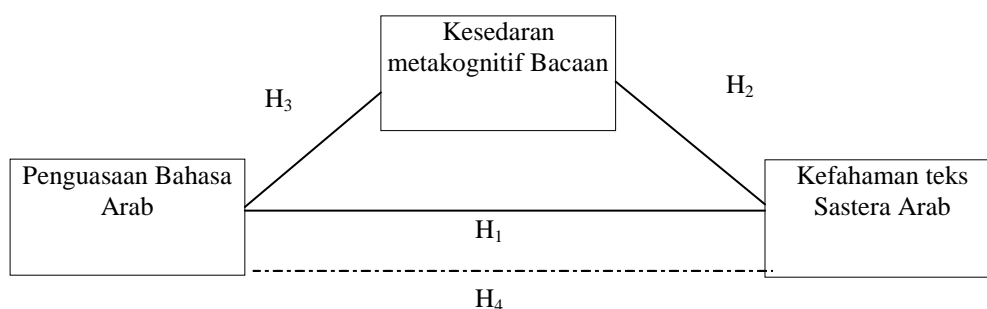 Kesedaran
metakognitif Bacaan
H₃
H₂
Penguasaan Bahasa
Arab
Kefahaman teks
Sastera Arab
H₁
H₄